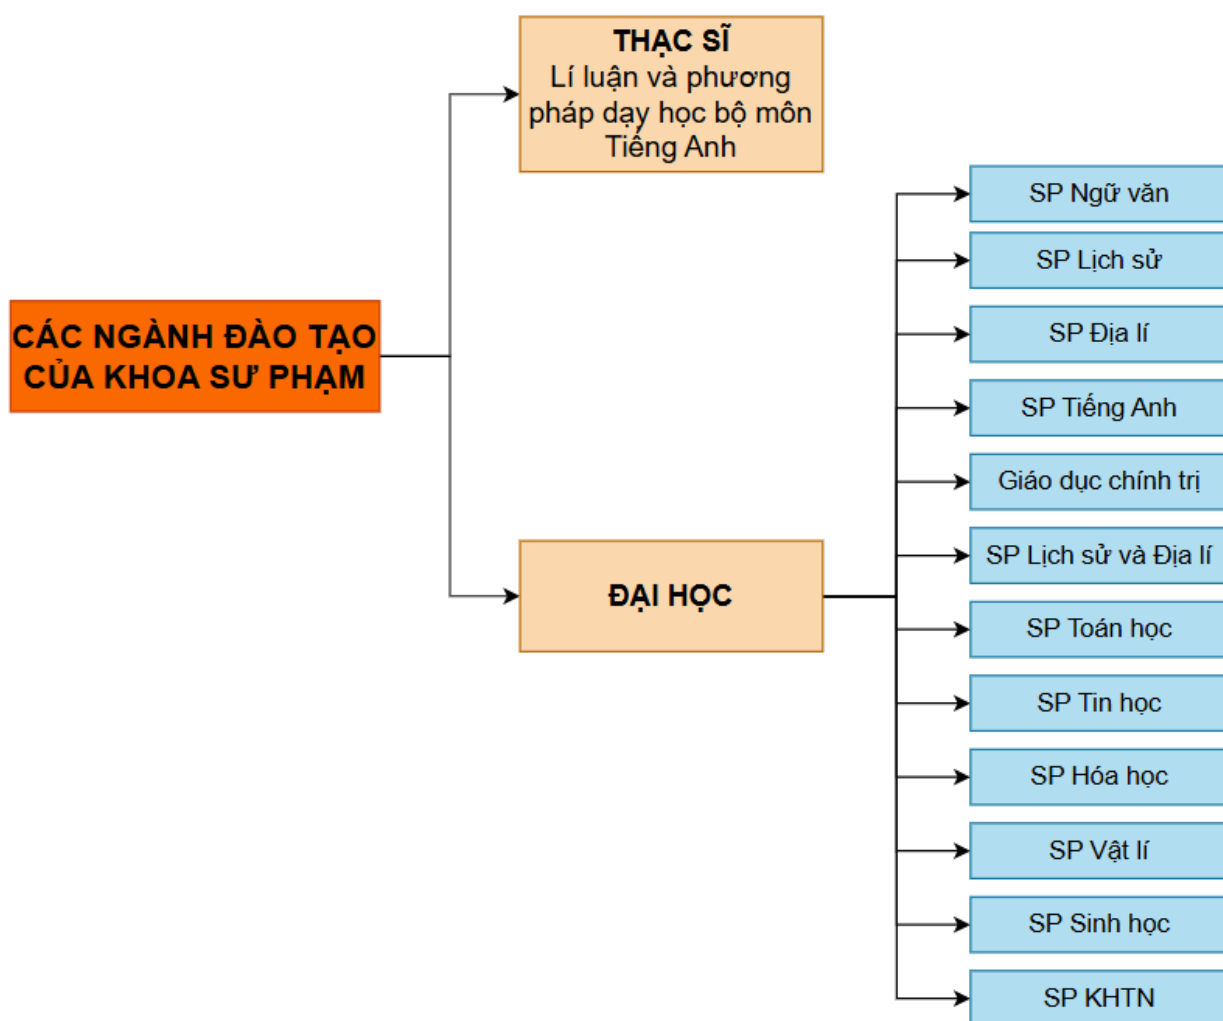 THẠC SĨ
Lí luận và phương
pháp dạy học bộ môn
Tiếng Anh
CÁC NGÀNH ĐÀO TẠO
CỦA KHOA SƯ PHẠM
ĐẠI HỌC
SP Ngữ văn
SP Lịch sử
SP Địa lí
SP Tiếng Anh
Giáo dục chính trị
SP Lịch sử và Địa lí
SP Toán học
SP Tin học
SP Hóa học
SP Vật lí
SP Sinh học
SP KHTN